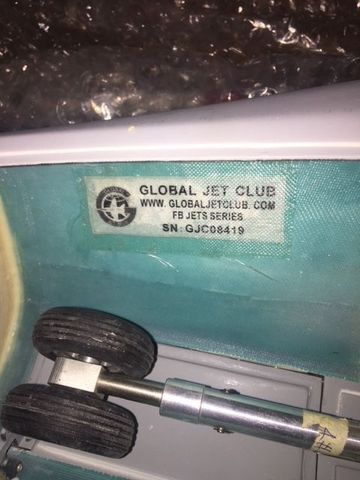 GLOBAL JET CLUB
WWW. GLOBALJETCLUB. COM
FB JETS SERIES
SN: GJC08419